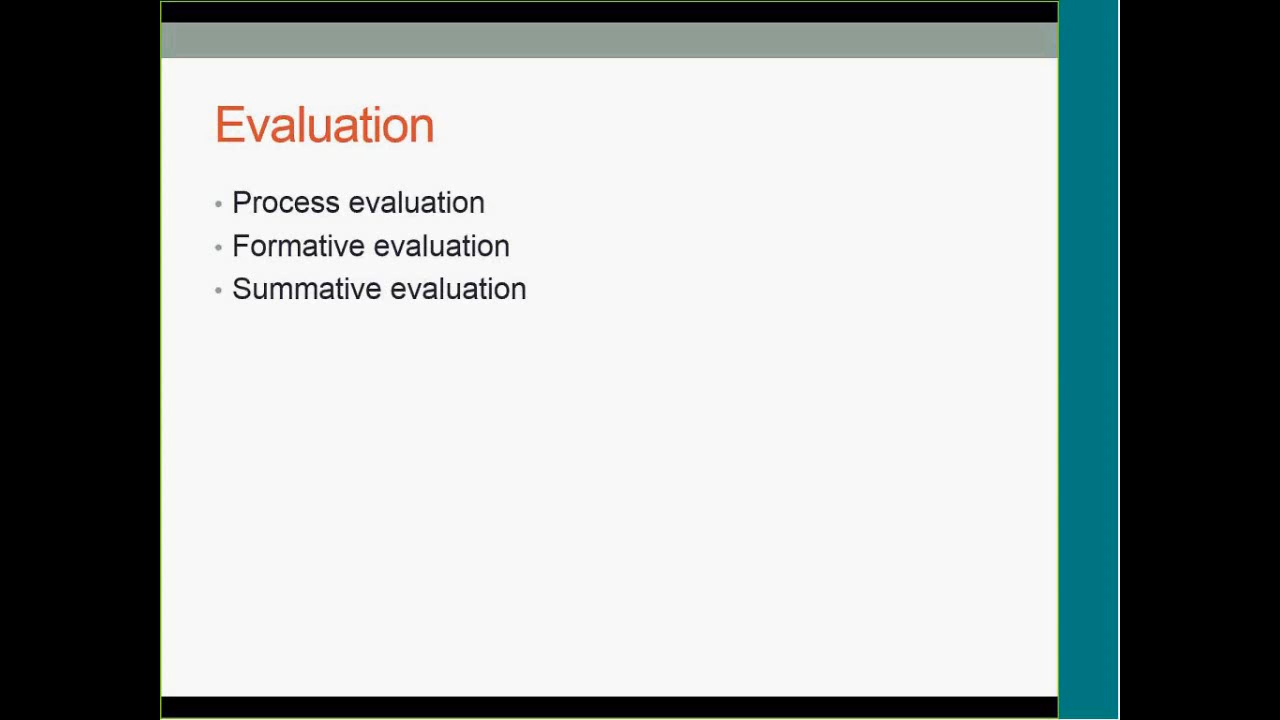 Evaluation
• Process evaluation
• Formative evaluation
• Summative evaluation